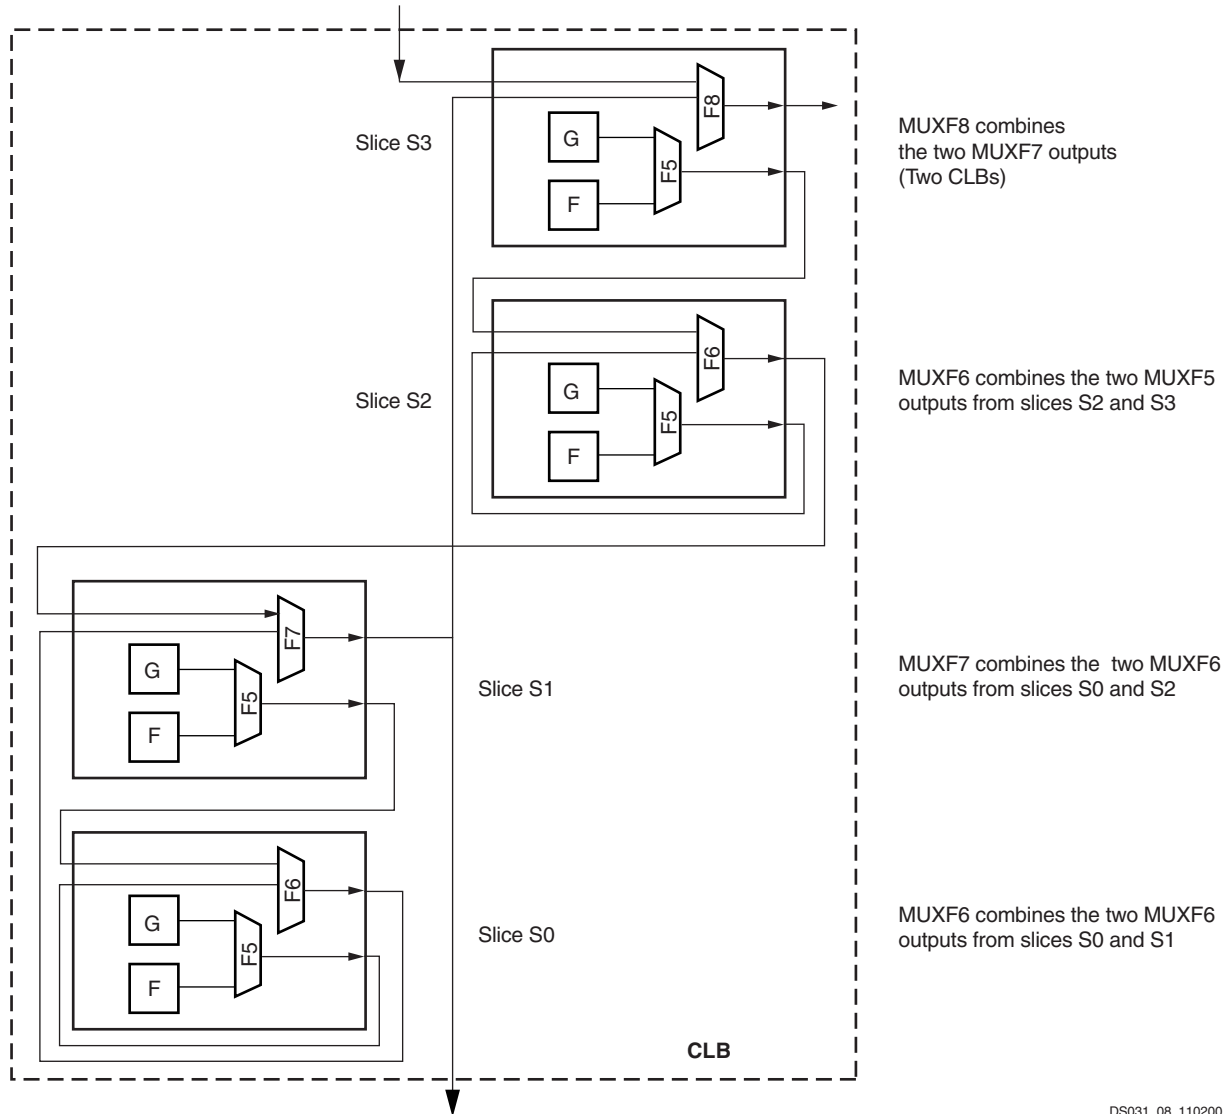 F8
G
F5
F
Slice S3
MUXF8 combines
the two MUXF7 outputs
(Two CLBs)
F6
G
F5
F
Slice S2
MUXF6 combines the two MUXF5
outputs from slices S2 and S3
F7
G
F5
F
Slice S1
MUXF7 combines the two MUXF6
outputs from slices S0 and S2
F6
G
F5
F
Slice S0
MUXF6 combines the two MUXF6
outputs from slices S0 and S1
CLB
DS031_08_110200